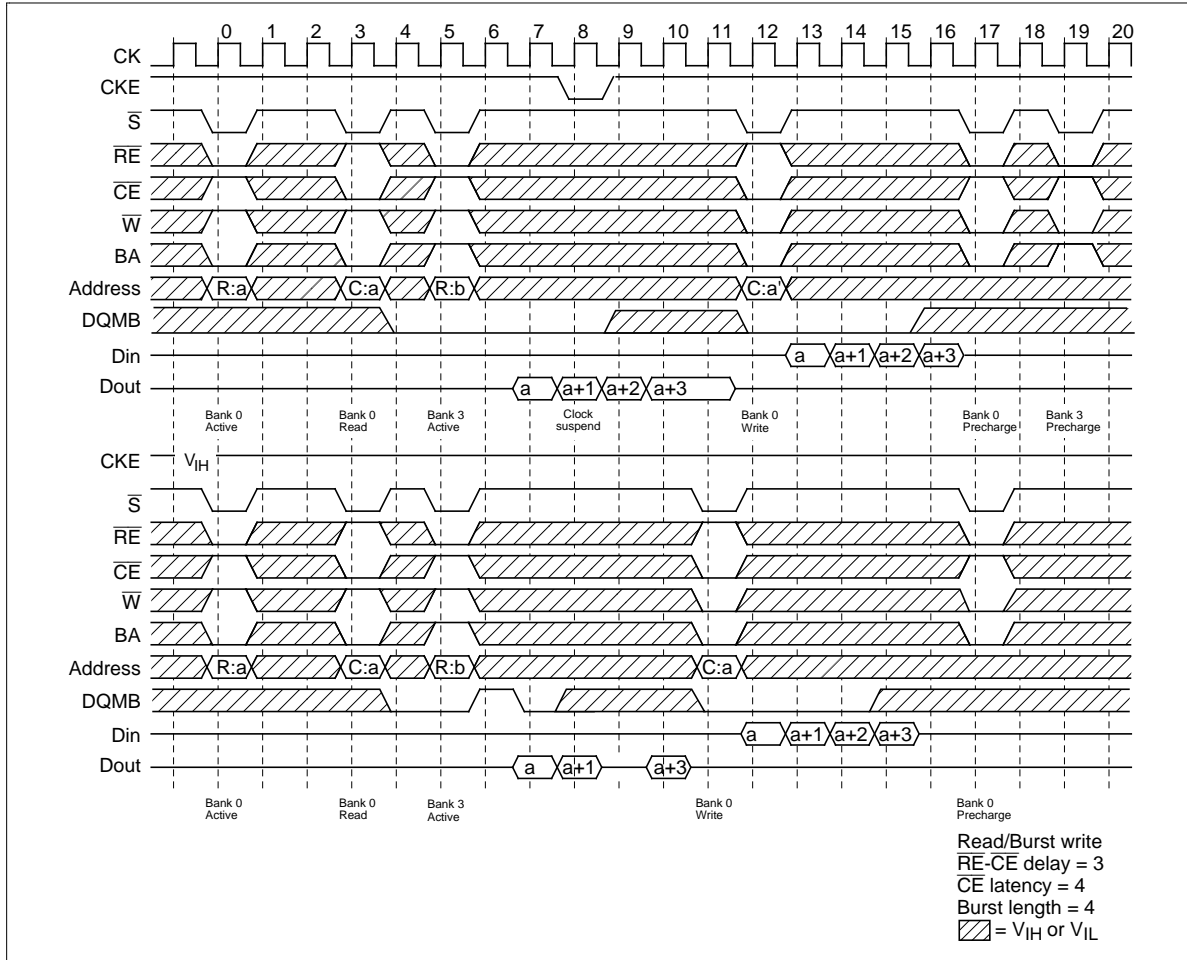 0 1 2 3 4 5 6 7 8 9 10 11 12 13 14 15 16 17 18 19 20
CK
CKE
S
RE
CE
W
BA
Address R:a C:a R:b C:a'
DQMB
Din a a+1 a+2 a+3
Dout a a+1 a+2 a+3
Bank 0 Active Bank 0 Read Bank 3 Active Clock suspend Bank 0 Write Bank 0 Precharge Bank 3 Precharge
CKE VIH
S
RE
CE
W
BA
Address R:a C:a R:b C:a
DQMB
Din a a+1 a+2 a+3
Dout a a+1 a+3
Bank 0 Active Bank 0 Read Bank 3 Active Bank 0 Write Bank 0 Precharge
Read/Burst write
RE-CE delay = 3
CE latency = 4
Burst length = 4
= VIH or VIL